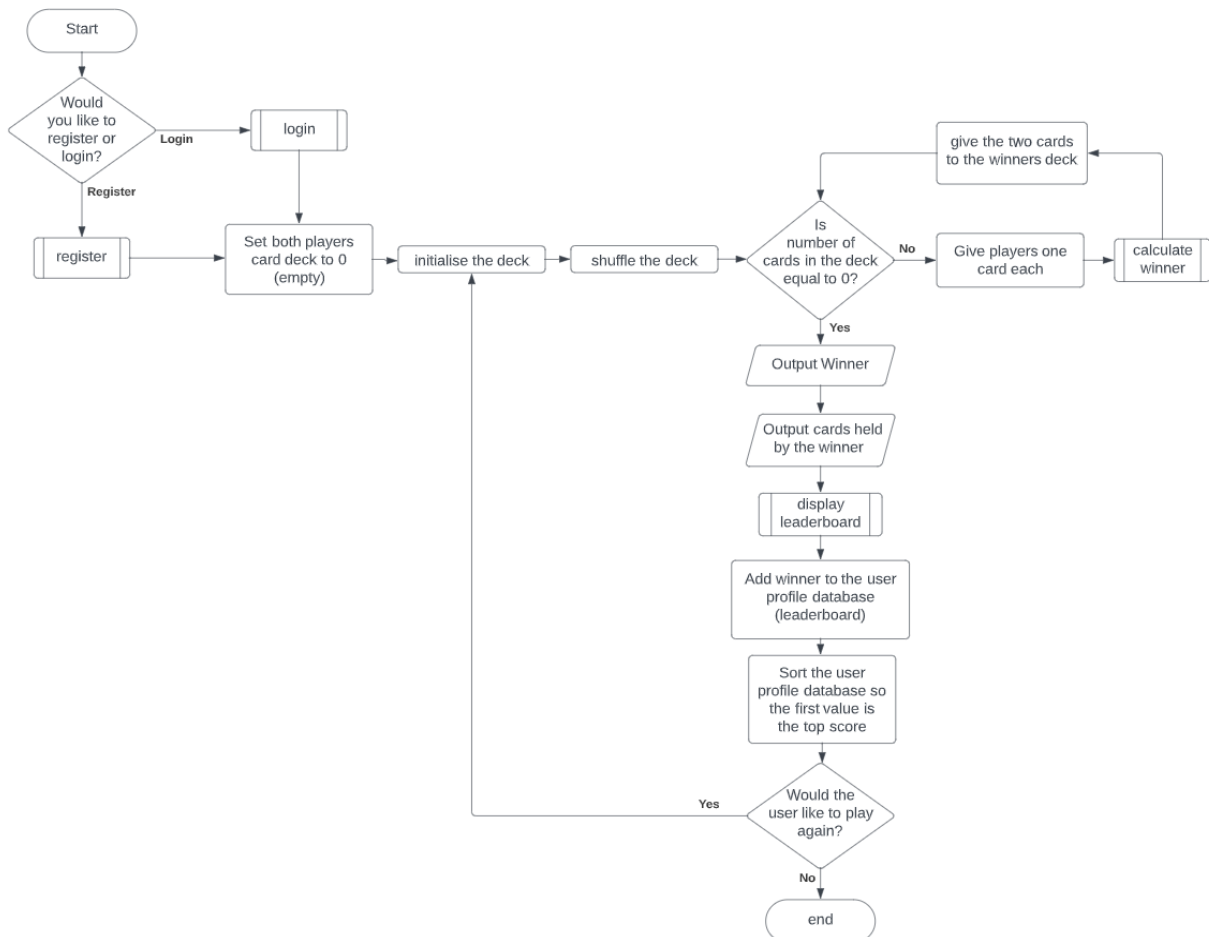 Start
Would
you like to
register or
login?
Login
login
Register
register
Set both players
card deck to 0
(empty)
initialise the deck
shuffle the deck
Is
number of
cards in the deck
equal to 0?
No
Give players one
card each
calculate
winner
give the two cards
to the winners deck
Yes
Output Winner
Output cards held
by the winner
display
leaderboard
Add winner to the user
profile database
(leaderboard)
Sort the user
profile database so
the first value is
the top score
Would the
user like to play
again?
Yes
No
end